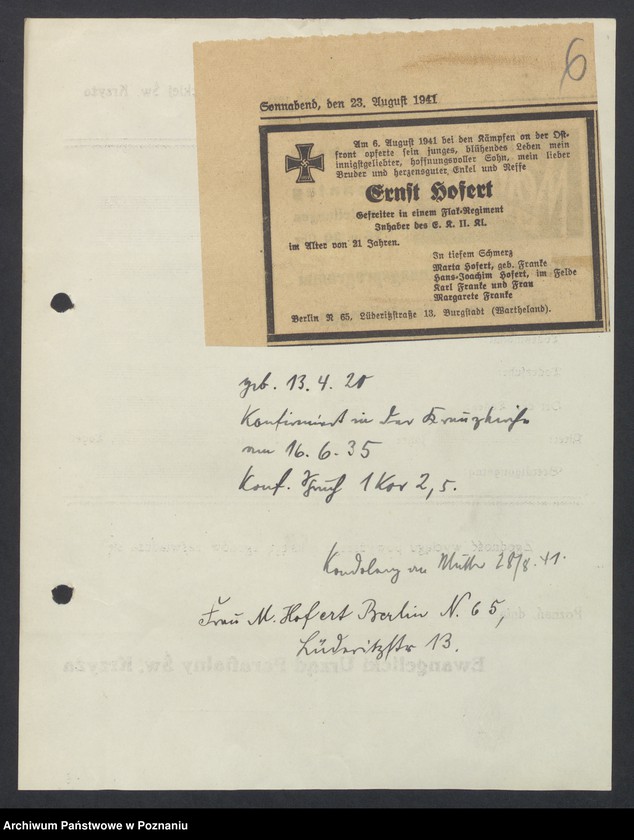 6
Sonnabend, den 23. August 1941
Am 6. August 1941 bei den Kämpfen an der Ost-
front opferte sein junges, blühendes Leben mein
innigstgeliebter, hoffnungsvoller Sohn, mein lieber
Bruder und herzensguter Enkel und Neffe
Ernst Hofert
Gefreiter in einem Flak-Regiment
Inhaber des E. K. II. Kl.
im Alter von 21 Jahren.
In tiefem Schmerz
Marta Hofert, geb. Franke
Hans-Joachim Hofert, im Felde
Karl Franke und Frau
Margarete Franke
Berlin N 65, Lüderitzstraße 13, Burgstadt (Wartheland).
geb. 13. 4. 20
Konfirmiert in der Kreuzkirche
am 16. 6. 35
Konf. Spruch 1 Kor 2, 5.
Kondolenz an Mutter 28/8. 41.
Frau M. Hofert Berlin N. 65,
Lüderitzstr 13.
Poznań, dnia
Ewangelicki Urząd Parafialny Św. Krzyża
Archiwum Państwowe w Poznaniu